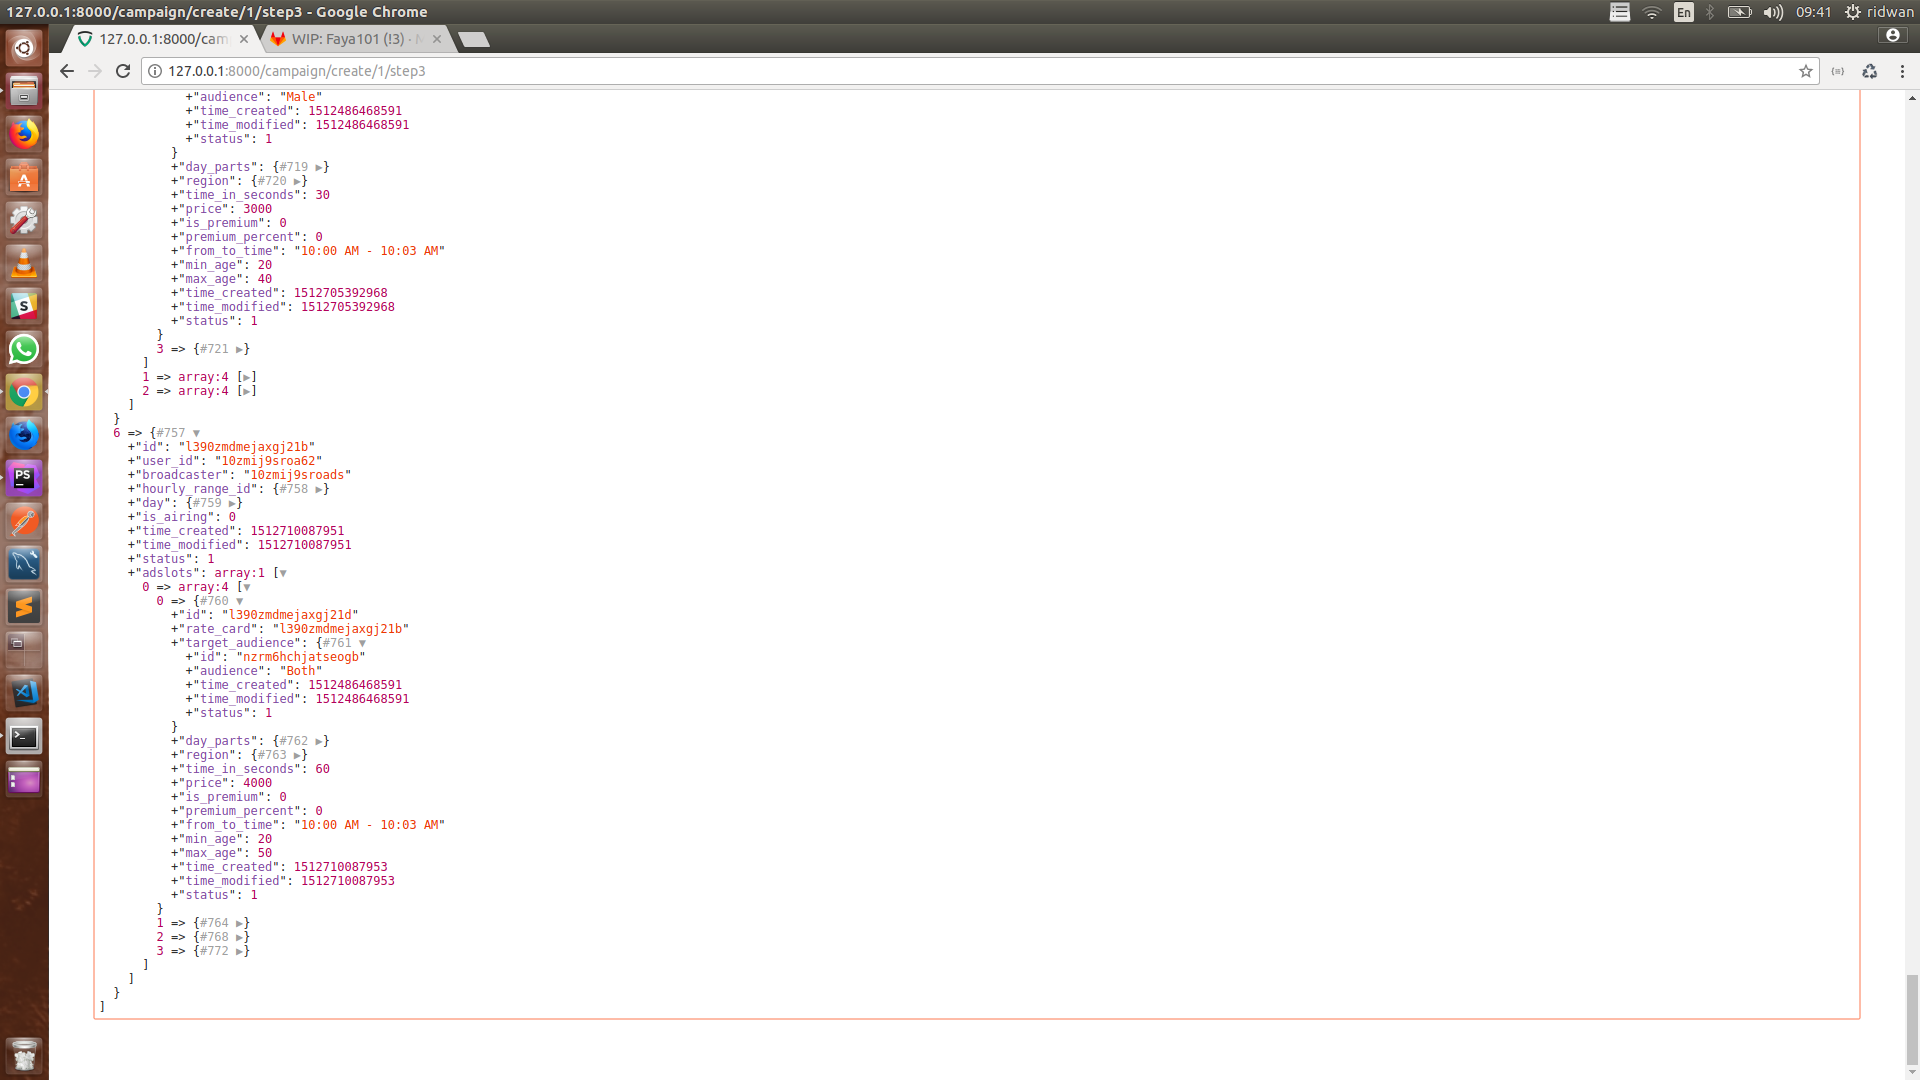 127.0.0.1:8000/campaign/create/1/step3 - Google Chrome
En
09:41
ridwan
127.0.0.1:8000/cam
WIP: Faya101 (!3) · M
127.0.0.1:8000/campaign/create/1/step3
+"audience": "Male"
+"time_created": 1512486468591
+"time_modified": 1512486468591
+"status": 1
}
+"day_parts": {#719 ▶}
+"region": {#720 ▶}
+"time_in_seconds": 30
+"price": 3000
+"is_premium": 0
+"premium_percent": 0
+"from_to_time": "10:00 AM - 10:03 AM"
+"min_age": 20
+"max_age": 40
+"time_created": 1512705392968
+"time_modified": 1512705392968
+"status": 1
}
3 => {#721 ▶}
]
1 => array:4 [▶]
2 => array:4 [▶]
]
}
6 => {#757 ▼
+"id": "l390zmdmejaxgj21b"
+"user_id": "10zmij9sroa62"
+"broadcaster": "10zmij9sroads"
+"hourly_range_id": {#758 ▶}
+"day": {#759 ▶}
+"is_airing": 0
+"time_created": 1512710087951
+"time_modified": 1512710087951
+"status": 1
+"adslots": array:1 [▼
0 => array:4 [▼
0 => {#760 ▼
+"id": "l390zmdmejaxgj21d"
+"rate_card": "l390zmdmejaxgj21b"
+"target_audience": {#761 ▼
+"id": "nzrm6hchjatseogb"
+"audience": "Both"
+"time_created": 1512486468591
+"time_modified": 1512486468591
+"status": 1
}
+"day_parts": {#762 ▶}
+"region": {#763 ▶}
+"time_in_seconds": 60
+"price": 4000
+"is_premium": 0
+"premium_percent": 0
+"from_to_time": "10:00 AM - 10:03 AM"
+"min_age": 20
+"max_age": 50
+"time_created": 1512710087953
+"time_modified": 1512710087953
+"status": 1
}
1 => {#764 ▶}
2 => {#768 ▶}
3 => {#772 ▶}
]
]
}
]